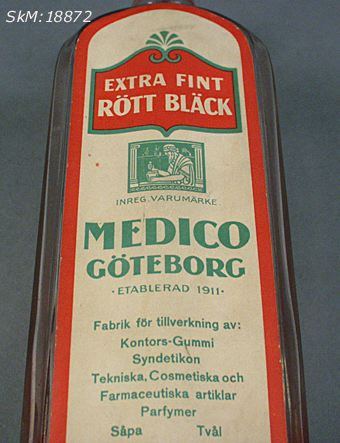 SkM:18872
EXTRA FINT
RÖTT BLÄCK
INREG. VARUMÄRKE
MEDICO
GÖTEBORG
·ETABLERAD 1911·
Fabrik för tillverkning av:
Kontors-Gummi
Syndetikon
Tekniska, Cosmetiska och
Farmaceutiska artiklar
Parfymer
Såpa Tvål